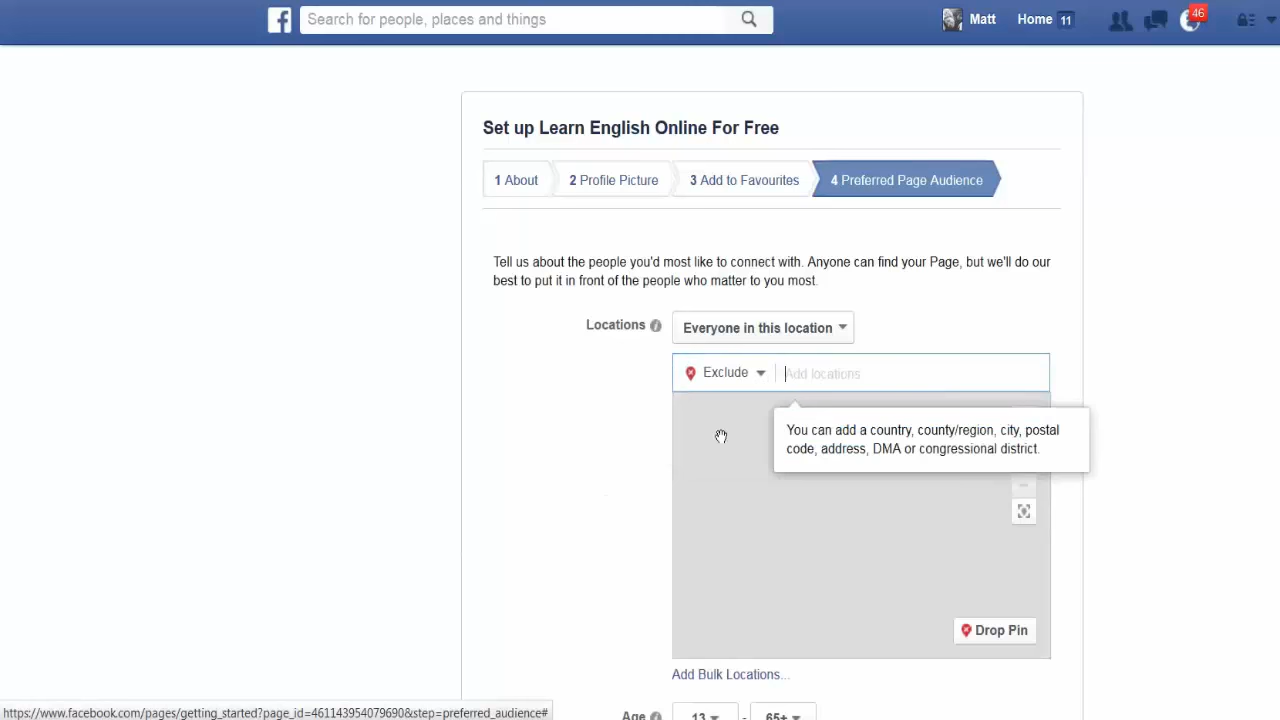 f Search for people, places and things Matt Home 11 46
Set up Learn English Online For Free
1 About 2 Profile Picture 3 Add to Favourites 4 Preferred Page Audience
Tell us about the people you'd most like to connect with. Anyone can find your Page, but we'll do our
best to put it in front of the people who matter to you most.
Locations i Everyone in this location
Exclude Add locations
You can add a country, county/region, city, postal
code, address, DMA or congressional district.
Drop Pin
Add Bulk Locations...
Age i 13 - 65+
https://www.facebook.com/pages/getting_started?page_id=461143954079690&step=preferred_audience#